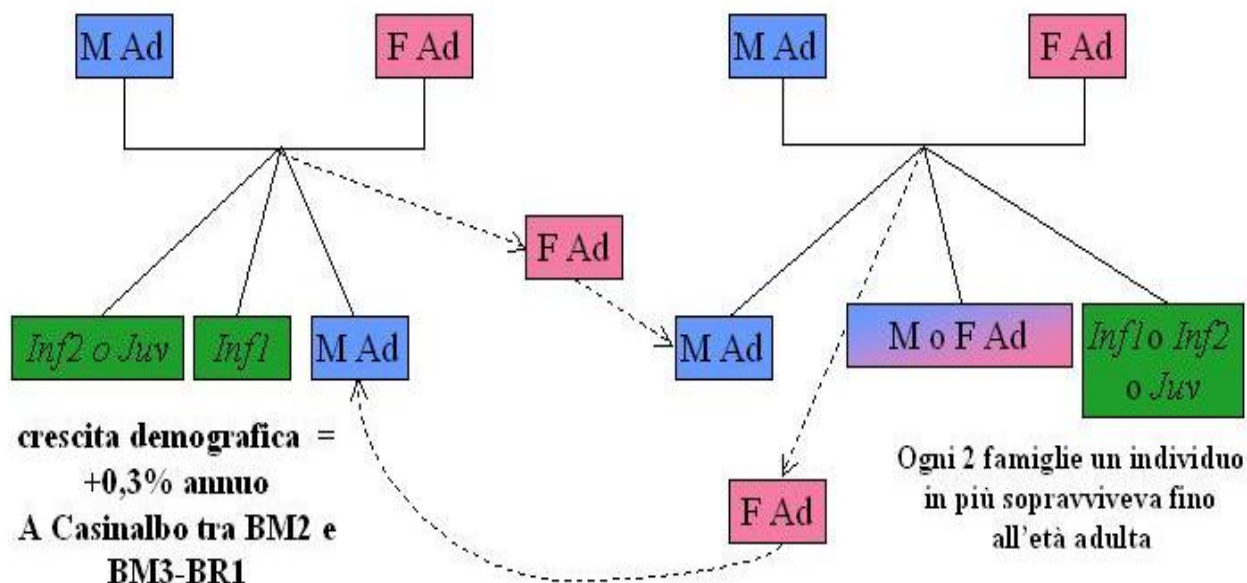 M Ad
F Ad
M Ad
F Ad
F Ad
Inf2 o Juv
Inf1
M Ad
M Ad
M o F Ad
Inf1 o Inf2
o Juv
crescita demografica =
+0,3% annuo
A Casinalbo tra BM2 e
BM3-BR1
F Ad
Ogni 2 famiglie un individuo
in più sopravviveva fino
all'età adulta